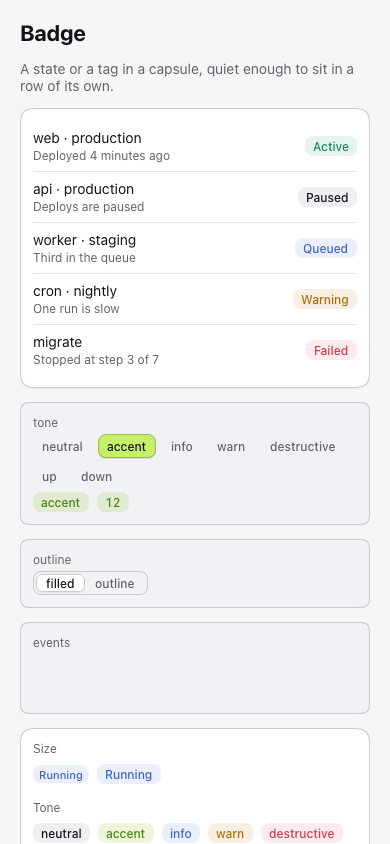 Badge
A state or a tag in a capsule, quiet enough to sit in a
row of its own.
web · production
Deployed 4 minutes ago
Active
api · production
Deploys are paused
Paused
worker · staging
Third in the queue
Queued
cron · nightly
One run is slow
Warning
migrate
Stopped at step 3 of 7
Failed
tone
neutral accent info warn destructive
up down
accent 12
outline
filled outline
events
Size
Running Running
Tone
neutral accent info warn destructive